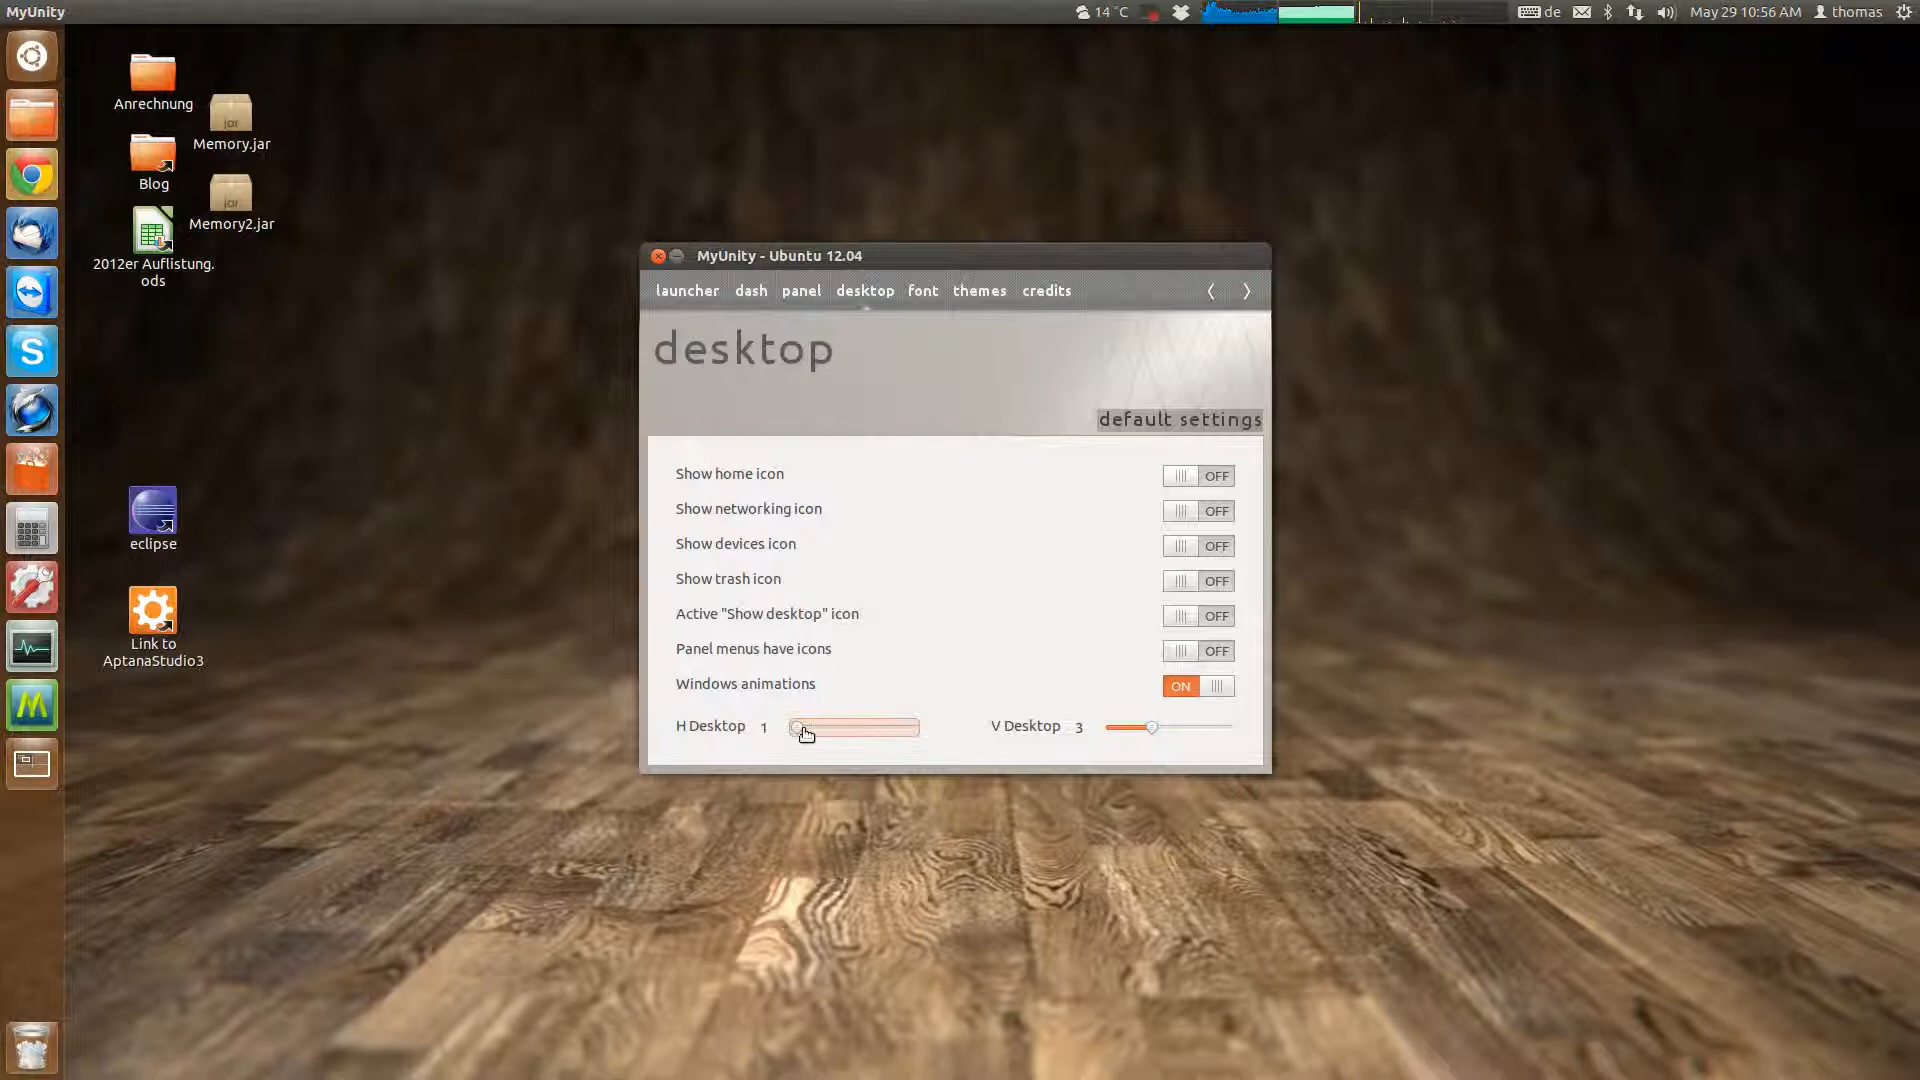 MyUnity
14 °C
de
May 29 10:56 AM
thomas
Anrechnung
Memory.jar
Blog
Memory2.jar
2012er Auflistung.
ods
eclipse
Link to
AptanaStudio3
MyUnity - Ubuntu 12.04
launcher dash panel desktop font themes credits
desktop
default settings
Show home icon OFF
Show networking icon OFF
Show devices icon OFF
Show trash icon OFF
Active "Show desktop" icon OFF
Panel menus have icons OFF
Windows animations ON
H Desktop 1 V Desktop 3